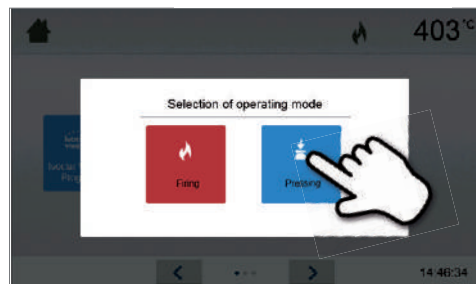 403 °C
Selection of operating mode
Firing
Pressing
14:46:34